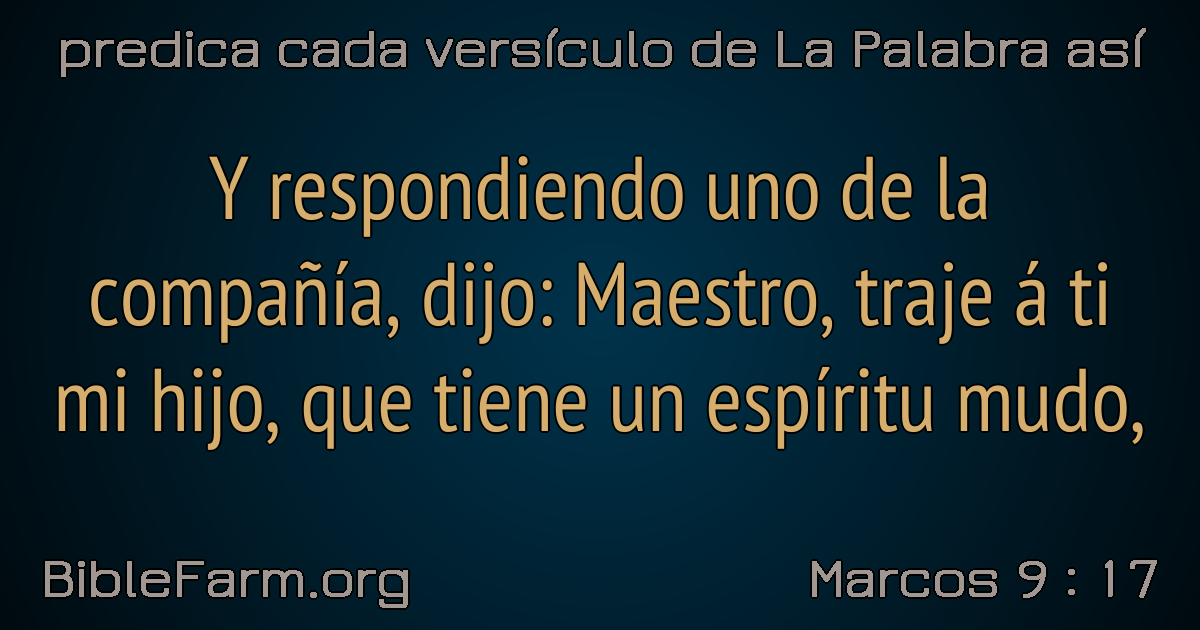 predica cada versículo de La Palabra así
Y respondiendo uno de la
compañía, dijo: Maestro, traje á ti
mi hijo, que tiene un espíritu mudo,
BibleFarm.org
Marcos 9 : 17